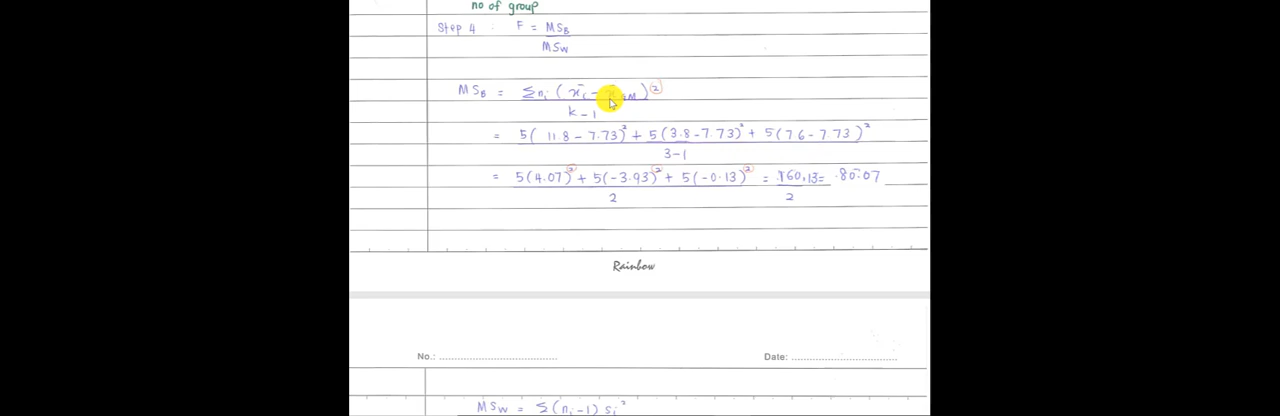 no of group
Step 4 : F = MSB
MSW
MSB = Σni ( x̄i - x̄GM )²
k - 1
= 5( 11.8 - 7.73)² + 5(3.8 - 7.73)² + 5(7.6 - 7.73 )²
3 - 1
= 5(4.07)² + 5(-3.93)² + 5(-0.13)² = 160.13 = 80.07
2 2
Rainbow
No.: Date:
MSW = Σ(ni - 1) si²